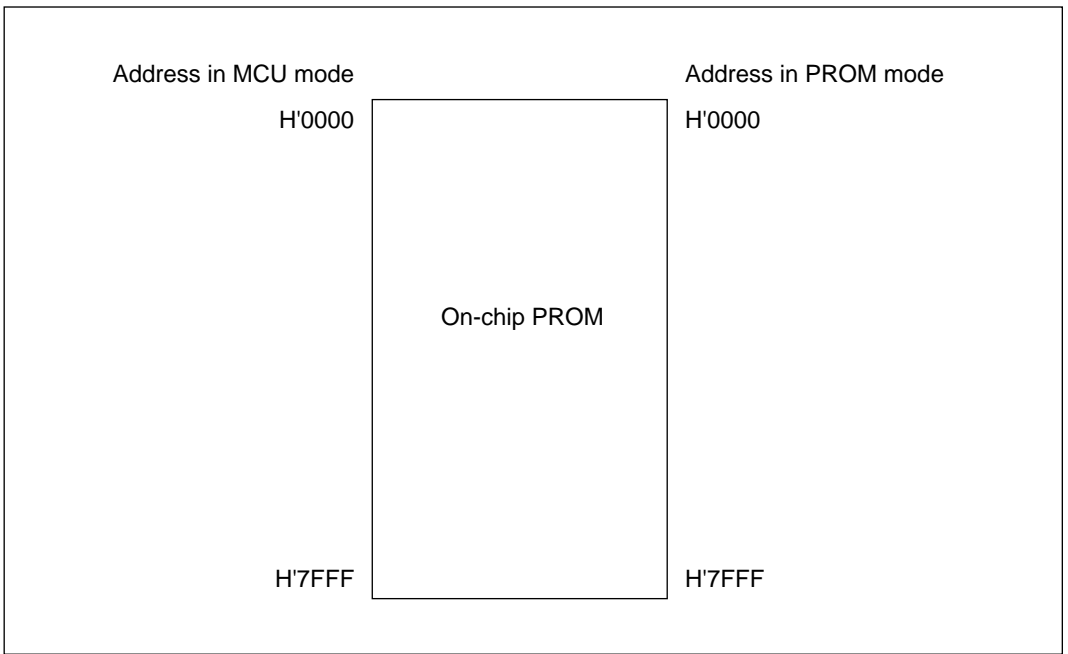 Address in MCU mode
Address in PROM mode
H'0000
H'0000
On-chip PROM
H'7FFF
H'7FFF